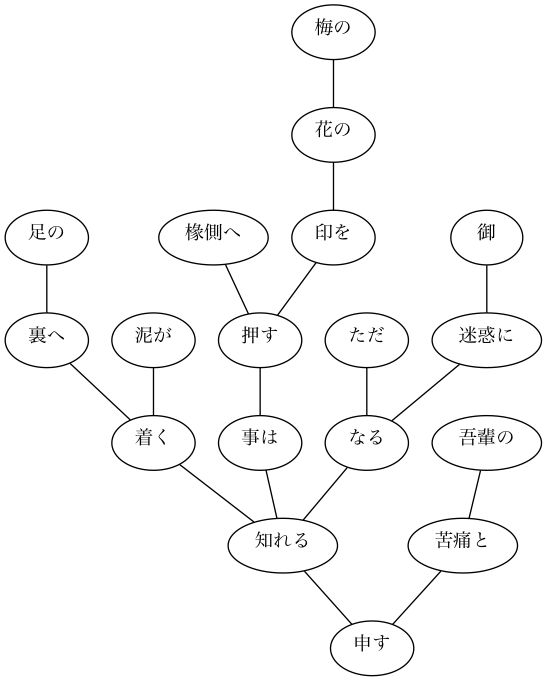 梅の
花の
足の
椽側へ
印を
御
裏へ
泥が
押す
ただ
迷惑に
着く
事は
なる
吾輩の
知れる
苦痛と
申す